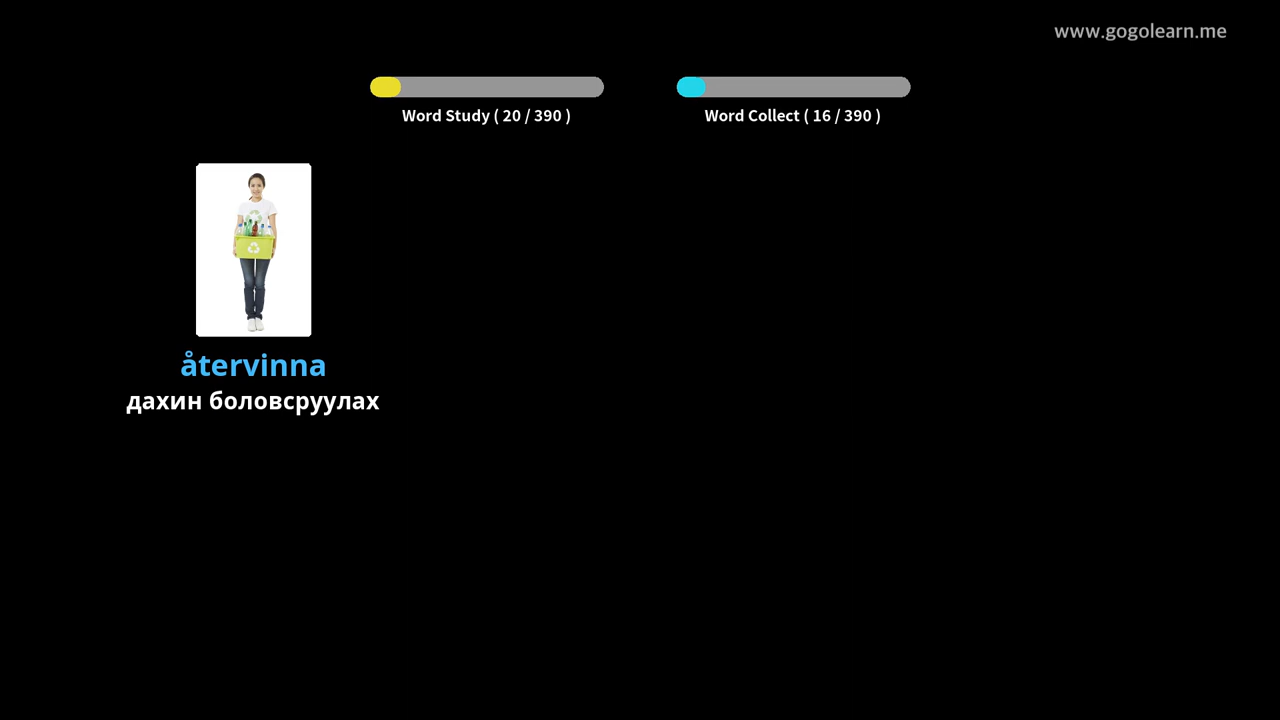 www.gogolearn.me
Word Study ( 20 / 390 )
Word Collect ( 16 / 390 )
återvinna
дахин боловсруулах